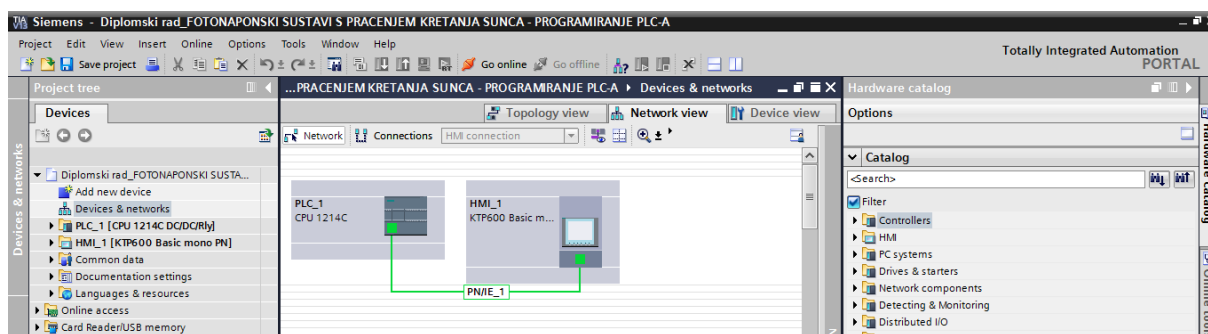 Siemens - Diplomski rad_FOTONAPONSKI SUSTAVI S PRACENJEM KRETANJA SUNCA - PROGRAMIRANJE PLC-A
Project Edit View Insert Online Options Tools Window Help
Totally Integrated Automation
PORTAL
Save project Go online Go offline
Project tree
...PRACENJEM KRETANJA SUNCA - PROGRAMIRANJE PLC-A Devices & networks
Hardware catalog
Devices
Topology view Network view Device view
Options
Network Connections HMI connection
Catalog
<Search>
Filter
Diplomski rad_FOTONAPONSKI SUSTA...
Add new device
Devices & networks
PLC_1 [CPU 1214C DC/DC/Rly]
HMI_1 [KTP600 Basic mono PN]
Common data
Documentation settings
Languages & resources
Online access
Card Reader/USB memory
PLC_1
CPU 1214C
HMI_1
KTP600 Basic m...
PN/IE_1
Controllers
HMI
PC systems
Drives & starters
Network components
Detecting & Monitoring
Distributed I/O
Devices & networks
Hardware catalog